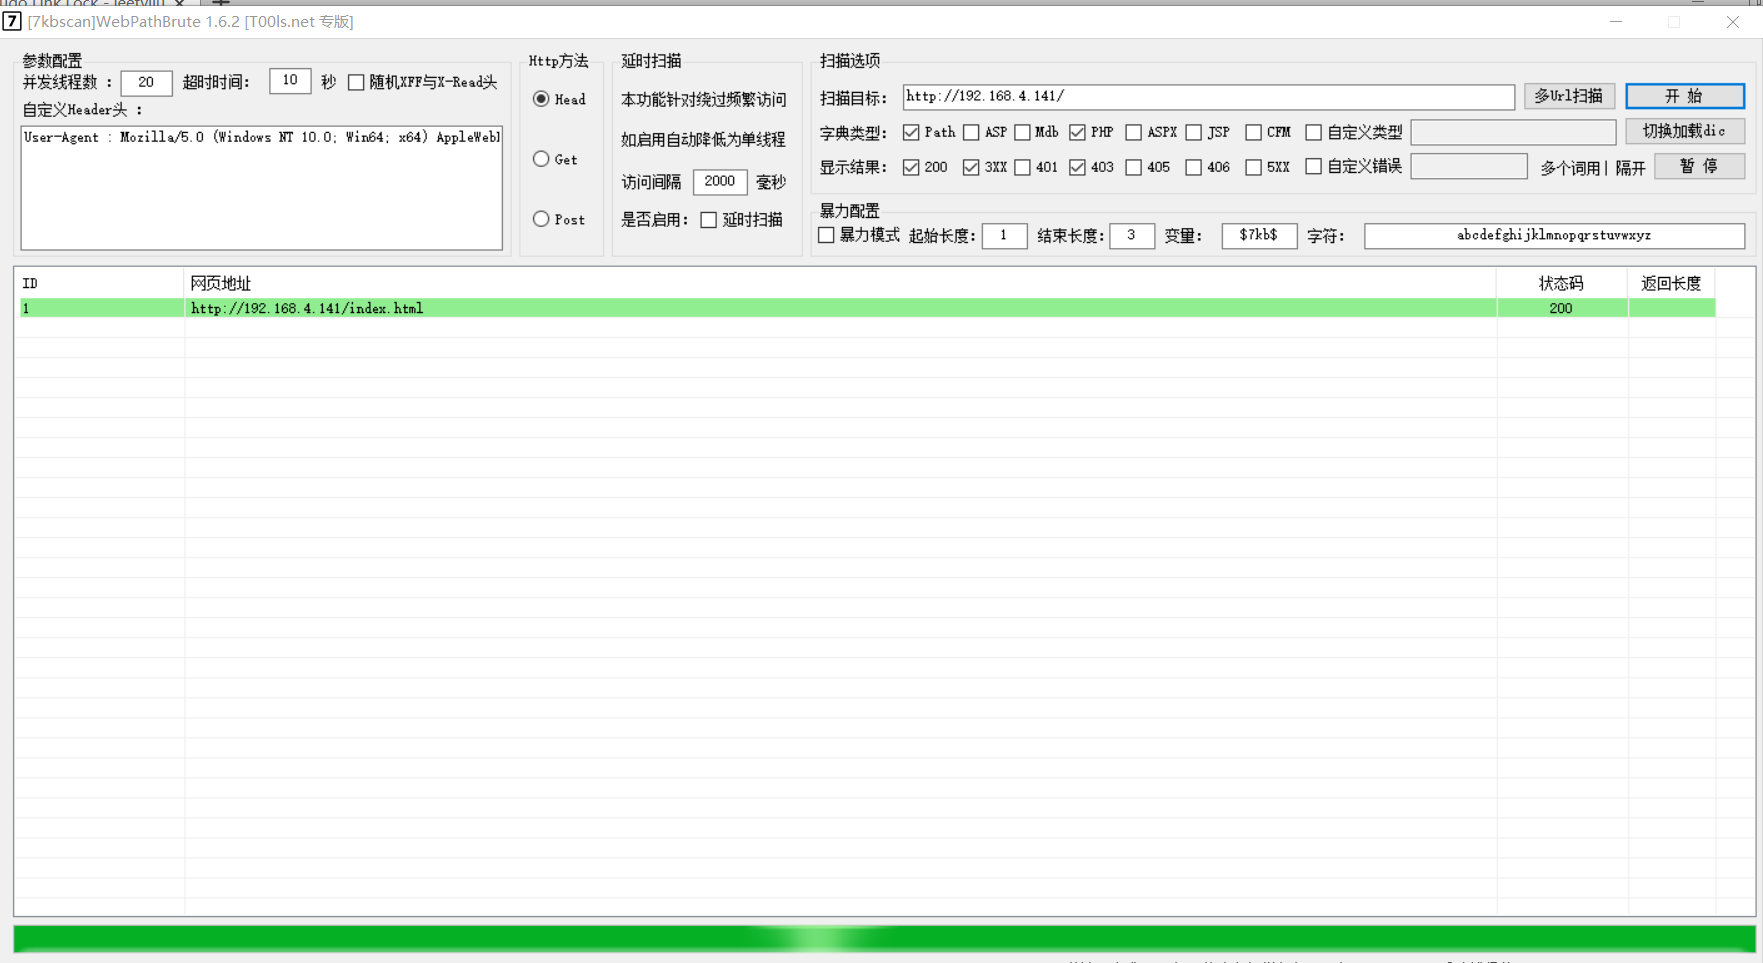 [7kbscan]WebPathBrute 1.6.2 [T00ls.net 专版]
参数配置
并发线程数 : 20 超时时间: 10 秒 随机XFF与X-Read头
自定义Header头 :
User-Agent : Mozilla/5.0 (Windows NT 10.0; Win64; x64) AppleWebK
Http方法
Head
Get
Post
延时扫描
本功能针对绕过频繁访问
如启用自动降低为单线程
访问间隔 2000 毫秒
是否启用: 延时扫描
扫描选项
扫描目标: http://192.168.4.141/ 多Url扫描 开 始
字典类型: Path ASP Mdb PHP ASPX JSP CFM 自定义类型 切换加载dic
显示结果: 200 3XX 401 403 405 406 5XX 自定义错误 多个词用| 隔开 暂 停
暴力配置
暴力模式 起始长度: 1 结束长度: 3 变量: $7kb$ 字符: abcdefghijklmnopqrstuvwxyz
ID 网页地址 状态码 返回长度
1 http://192.168.4.141/index.html 200